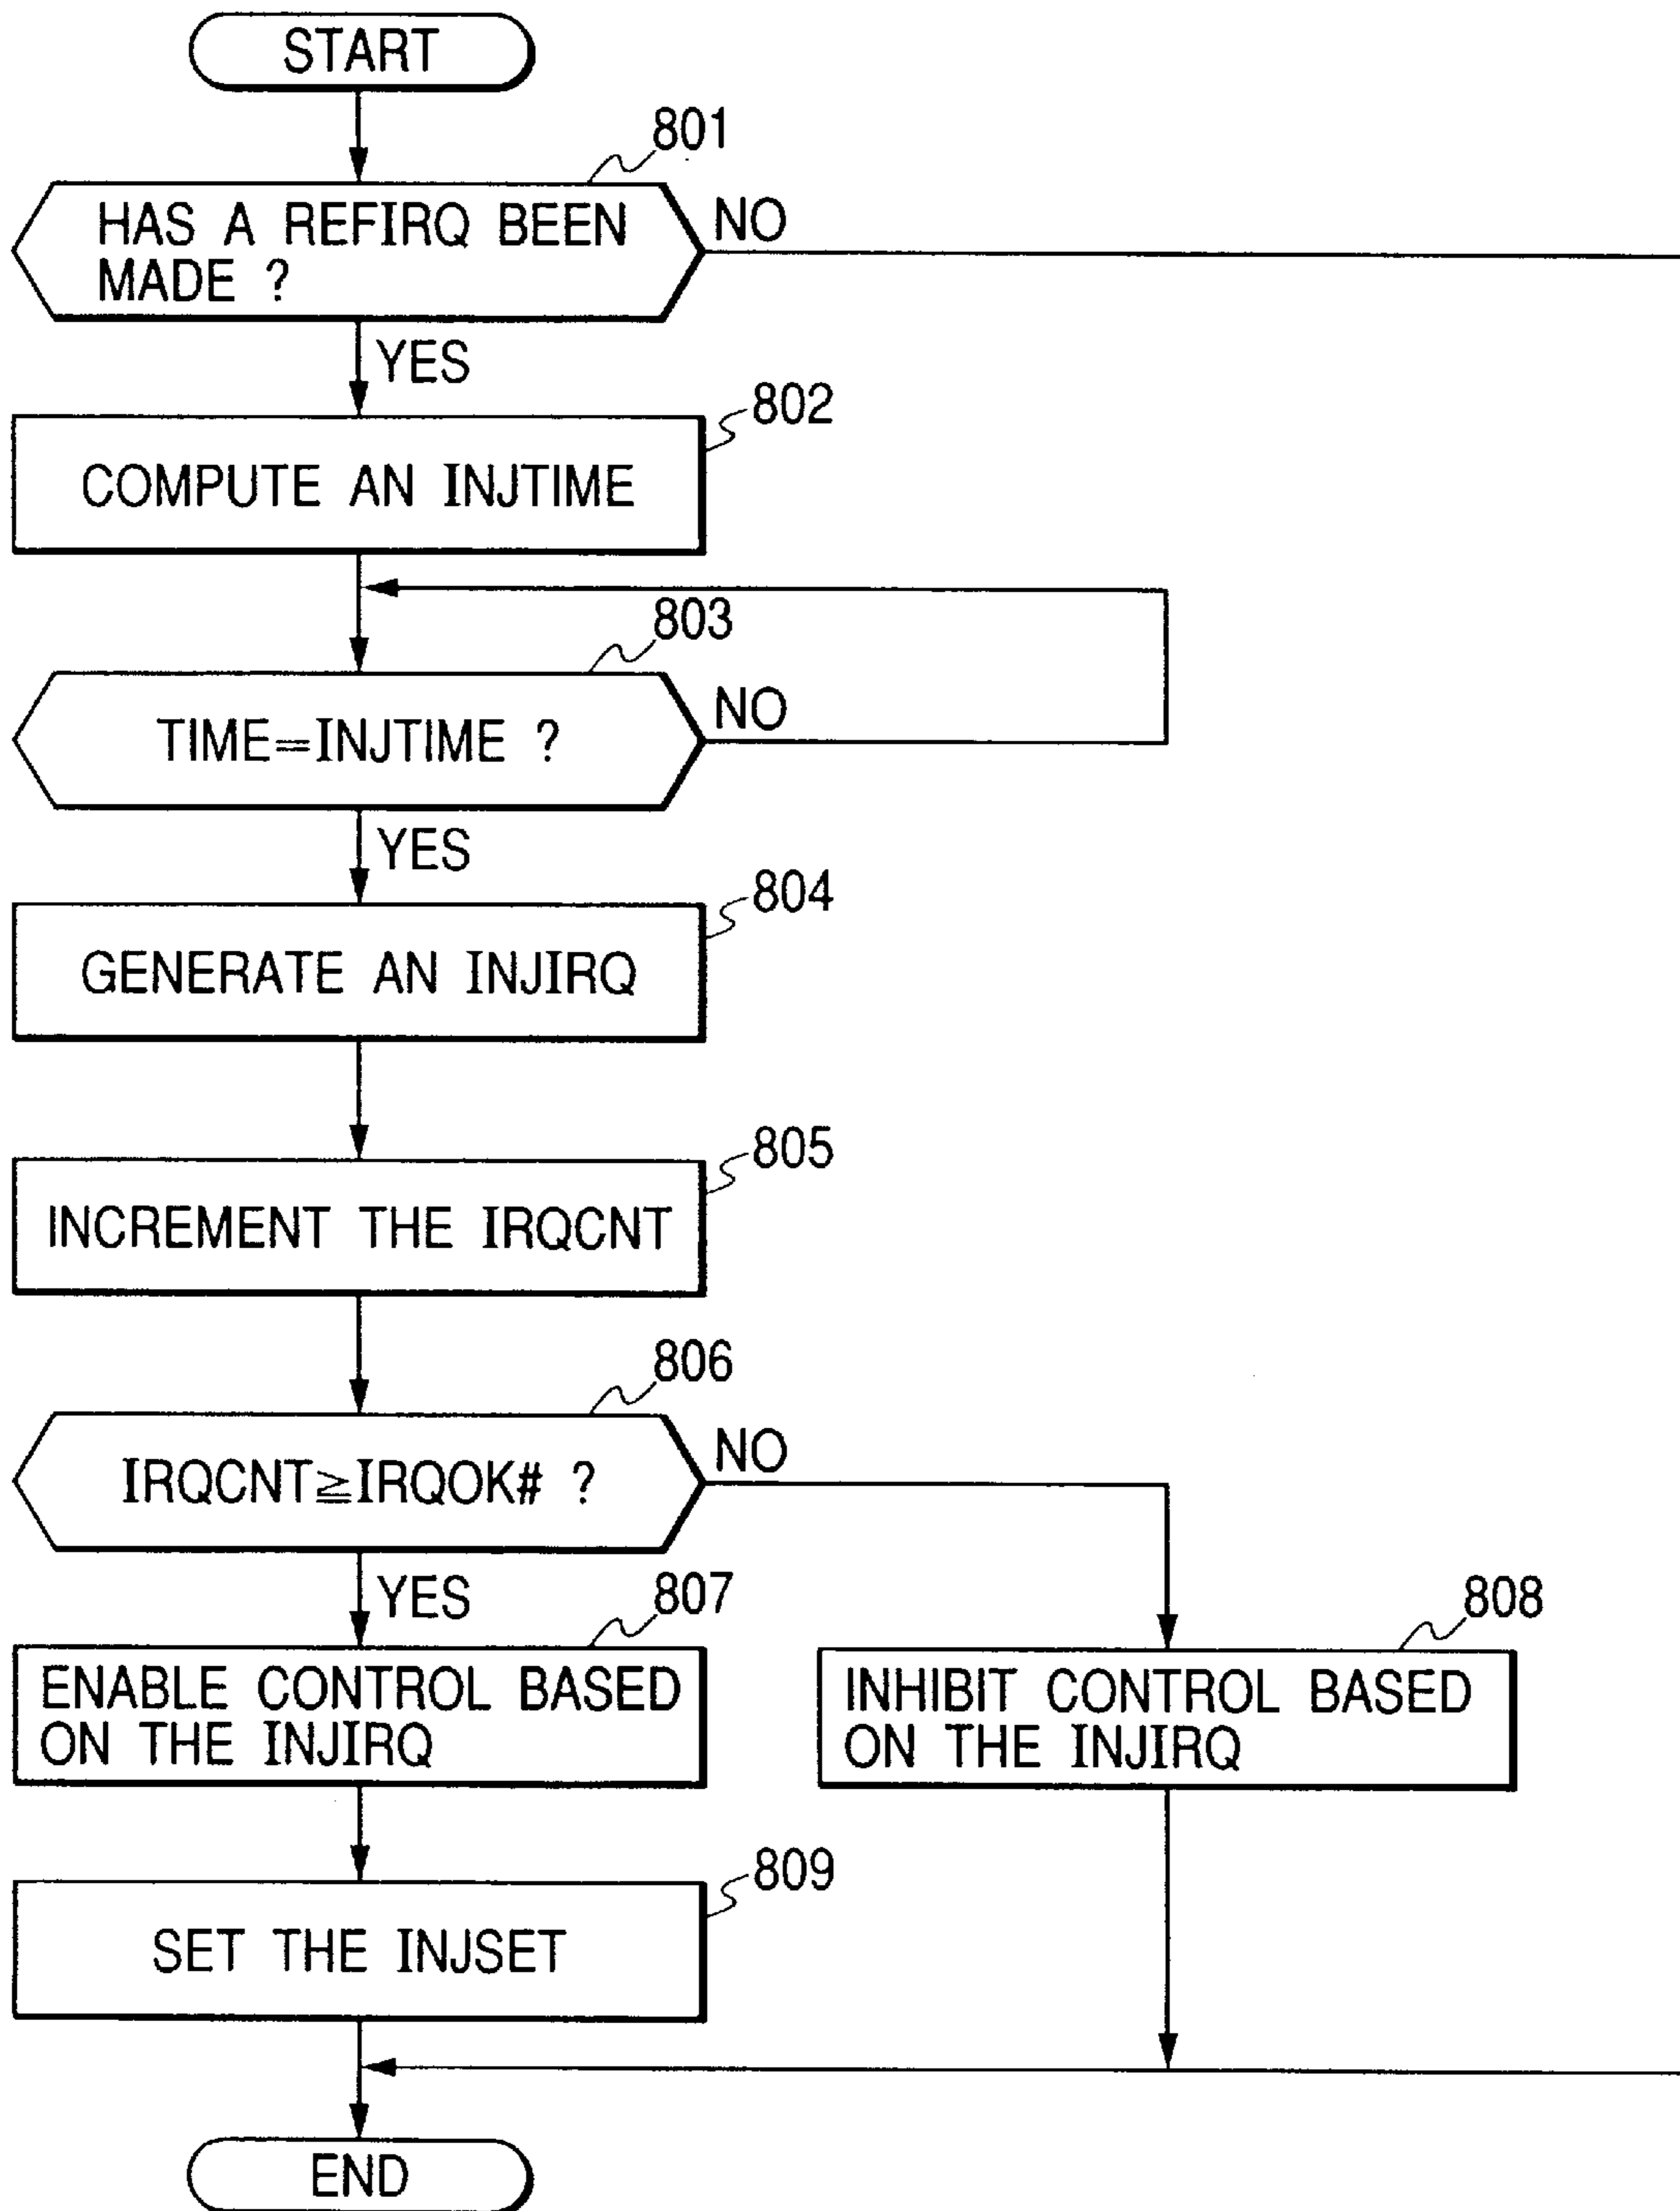 START
801
HAS A REFIRQ BEEN
MADE ?
NO
YES
802
COMPUTE AN INJTIME
803
TIME=INJTIME ?
NO
YES
804
GENERATE AN INJIRQ
805
INCREMENT THE IRQCNT
806
IRQCNT≧IRQOK# ?
NO
YES
807
ENABLE CONTROL BASED
ON THE INJIRQ
808
INHIBIT CONTROL BASED
ON THE INJIRQ
809
SET THE INJSET
END